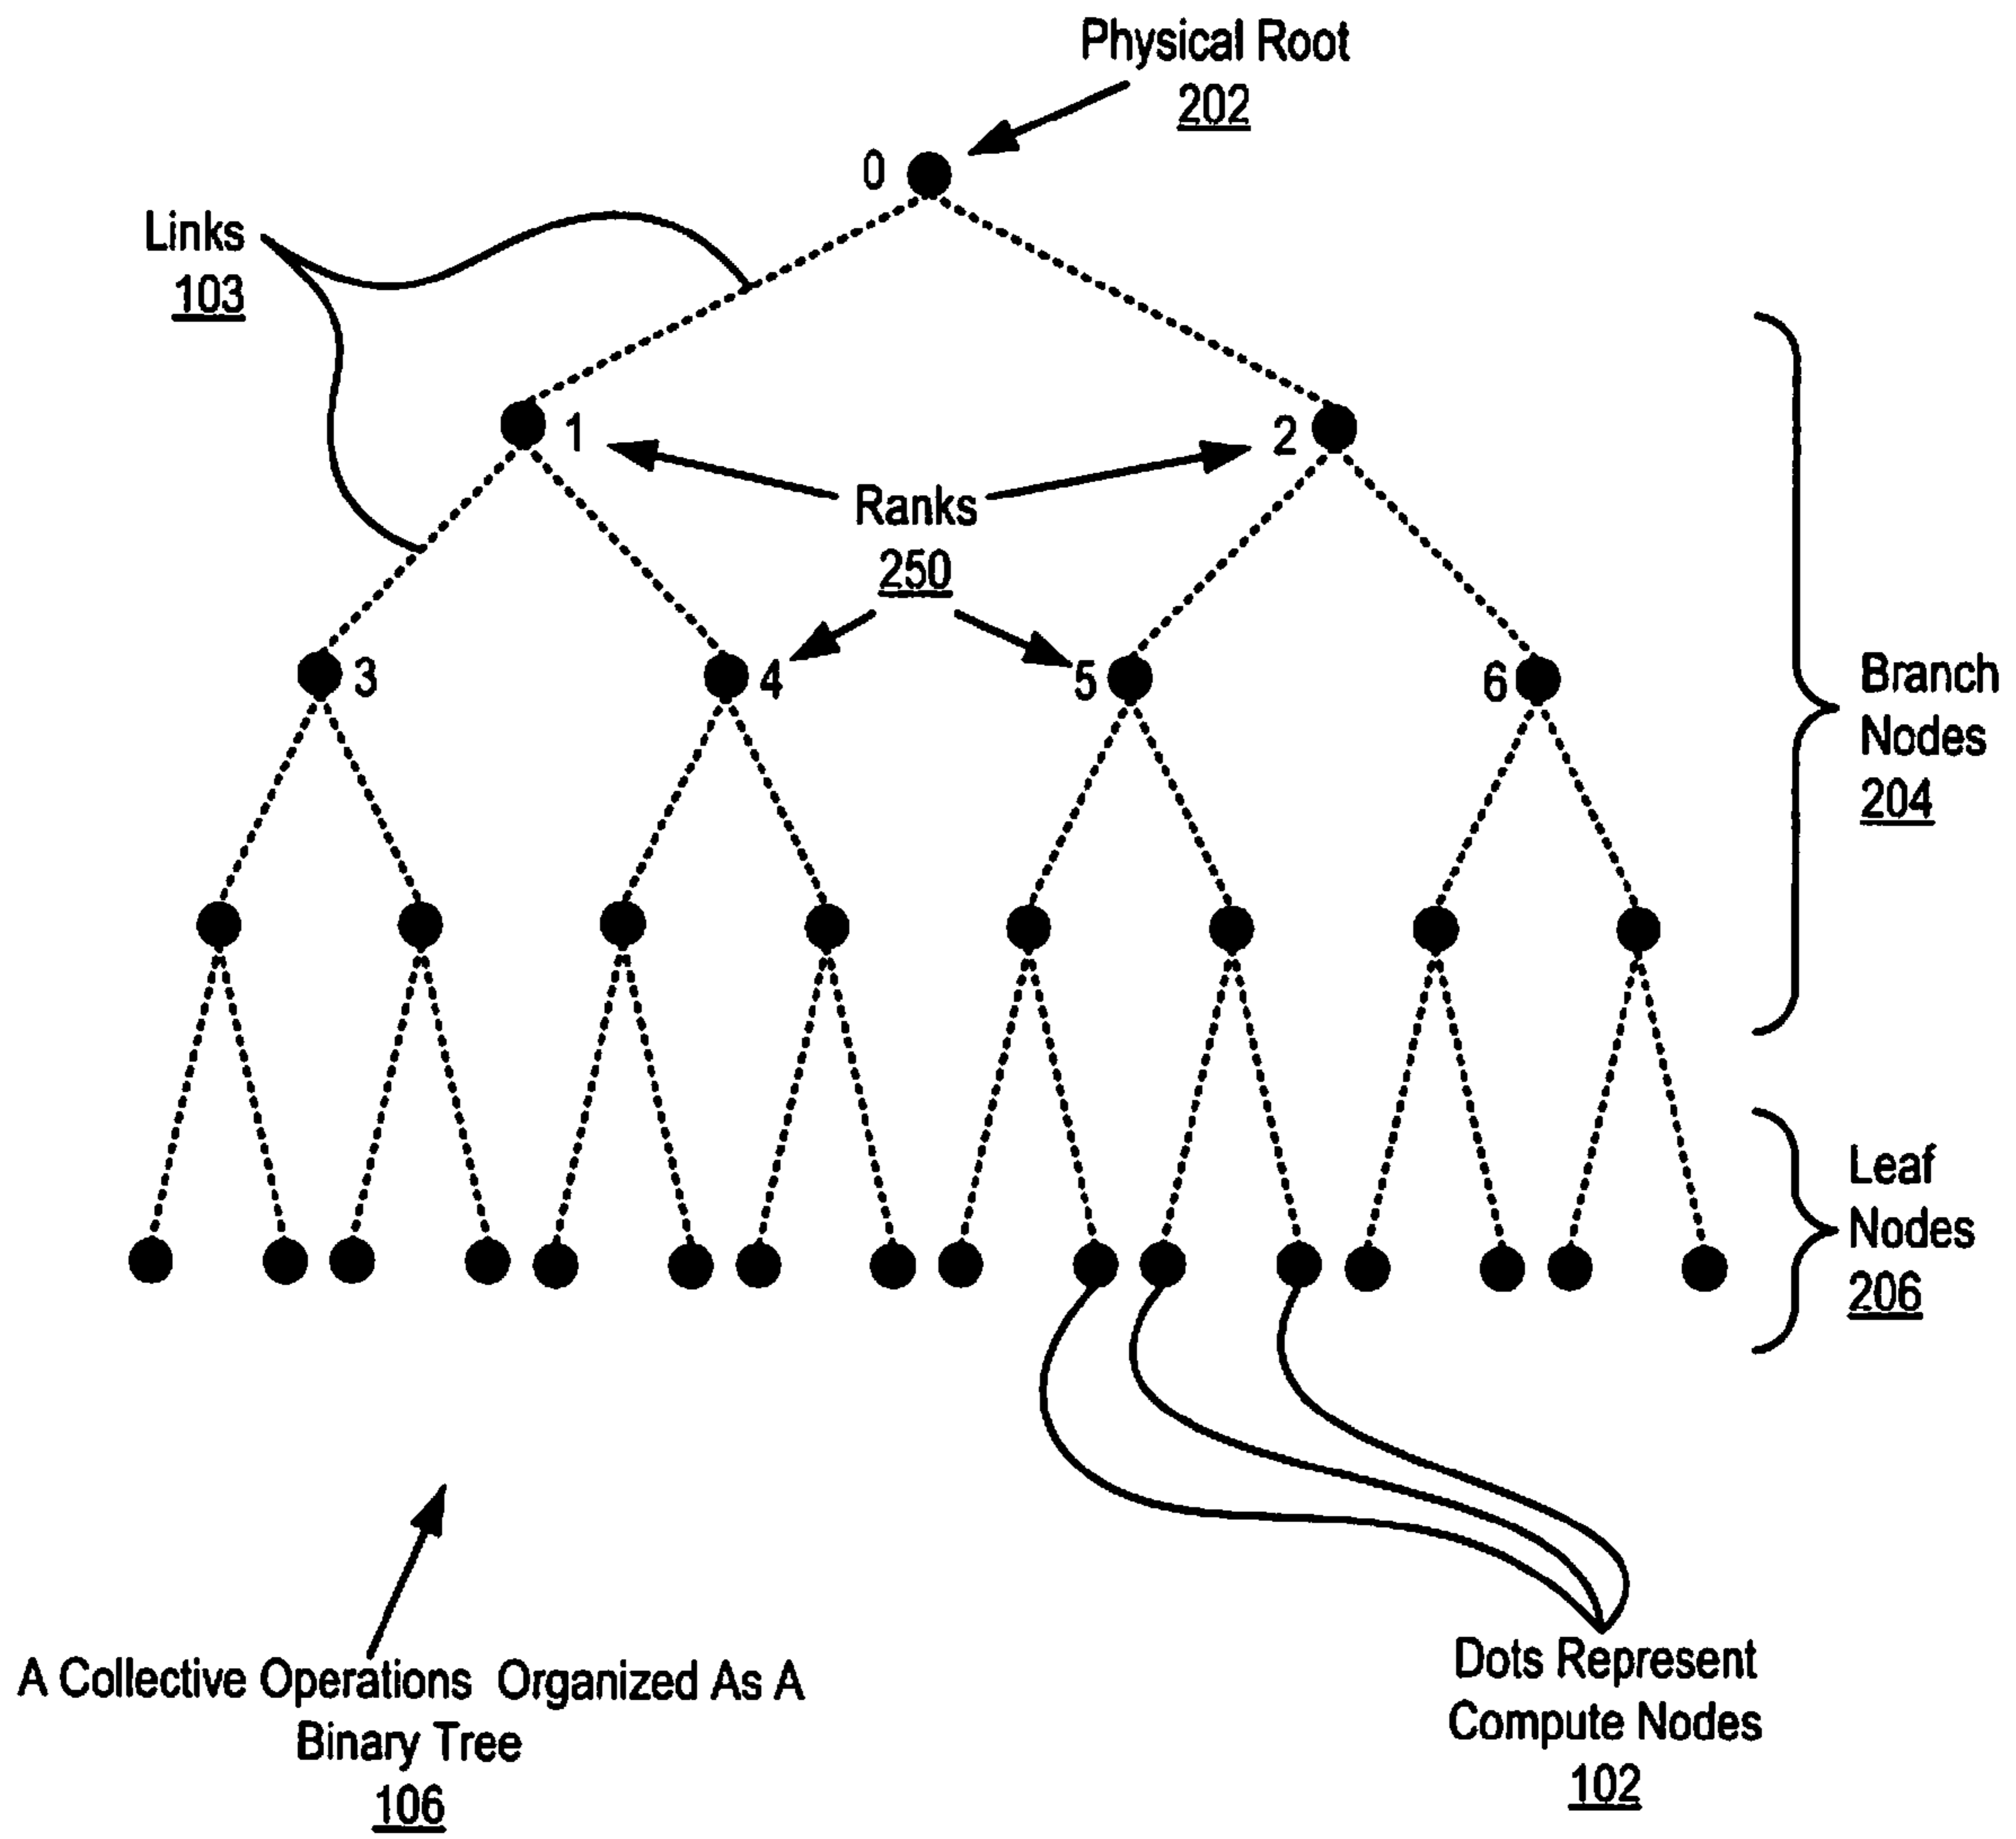 Physical Root
202
0
Links
103
1
2
Ranks
250
3
4
5
6
Branch
Nodes
204
Leaf
Nodes
206
A Collective Operations Organized As A
Binary Tree
106
Dots Represent
Compute Nodes
102